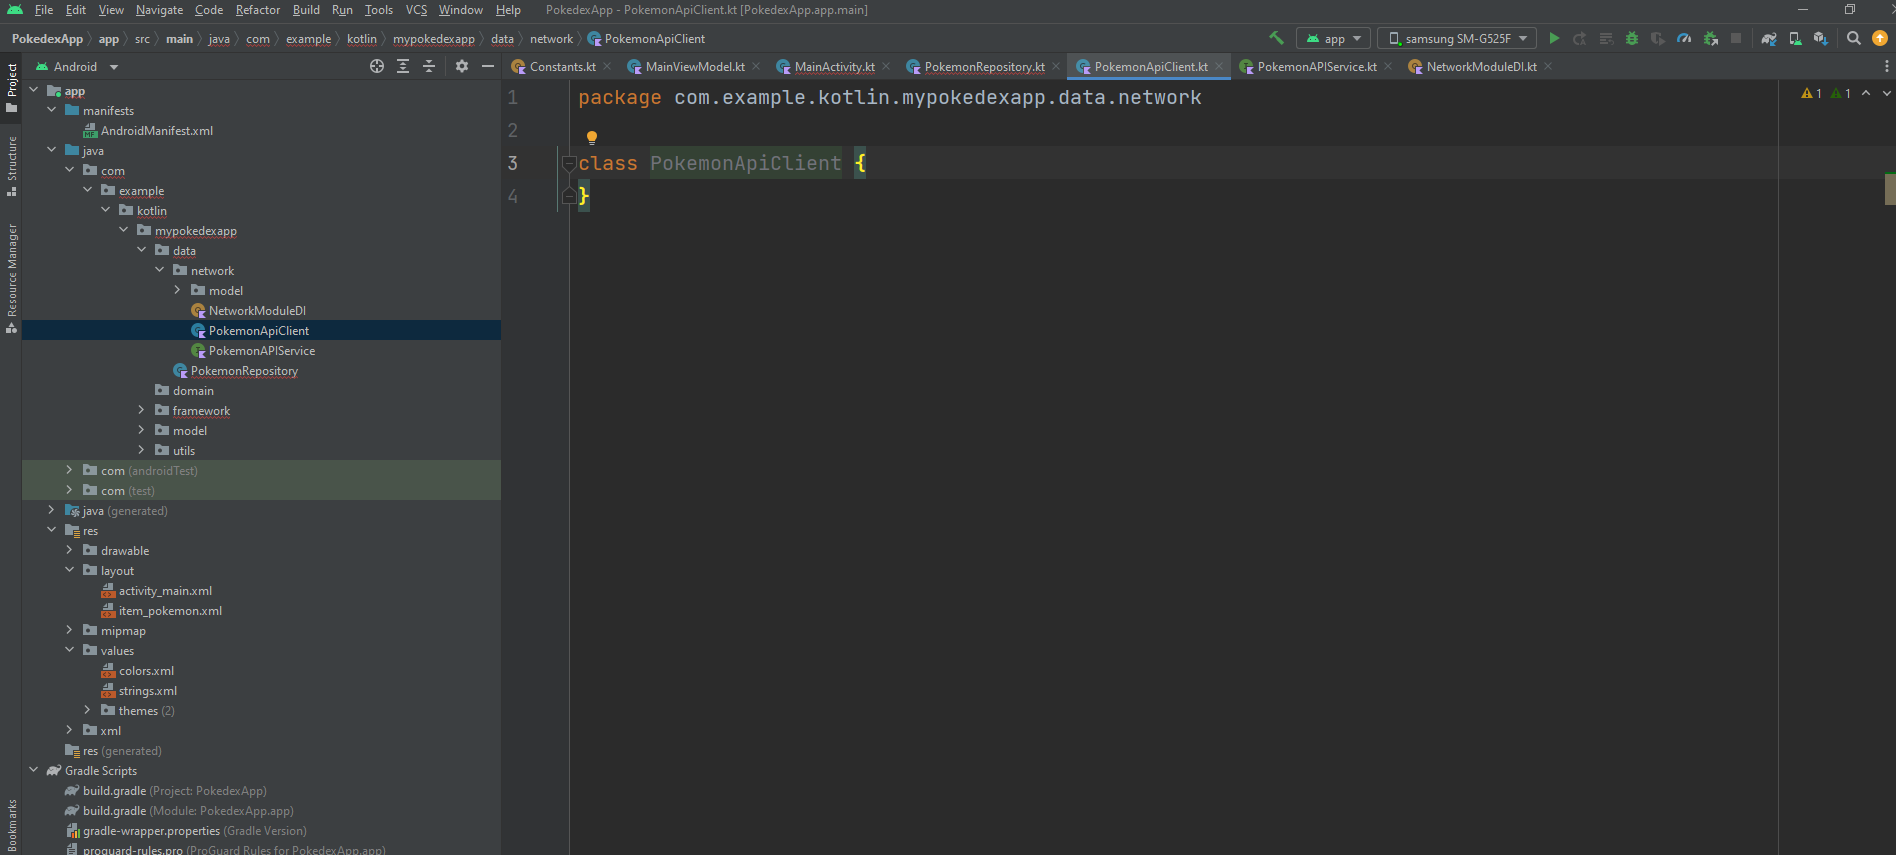 File Edit View Navigate Code Refactor Build Run Tools VCS Window Help PokedexApp - PokemonApiClient.kt [PokedexApp.app.main]
PokedexApp app src main java com example kotlin mypokedexapp data network PokemonApiClient app samsung SM-G525F
Project
Structure
Resource Manager
Bookmarks
Android
Constants.kt MainViewModel.kt MainActivity.kt PokemonRepository.kt PokemonApiClient.kt PokemonAPIService.kt NetworkModuleDI.kt
app
manifests
AndroidManifest.xml
MF
java
com
example
kotlin
mypokedexapp
data
network
model
NetworkModuleDI
PokemonApiClient
PokemonAPIService
PokemonRepository
domain
framework
model
utils
com (androidTest)
com (test)
java (generated)
res
drawable
layout
activity_main.xml
item_pokemon.xml
mipmap
values
colors.xml
strings.xml
themes (2)
xml
res (generated)
Gradle Scripts
build.gradle (Project: PokedexApp)
build.gradle (Module: PokedexApp.app)
gradle-wrapper.properties (Gradle Version)
proguard-rules.pro (ProGuard Rules for PokedexApp.app)
1 package com.example.kotlin.mypokedexapp.data.network
2
3 class PokemonApiClient {
4 }
1 1